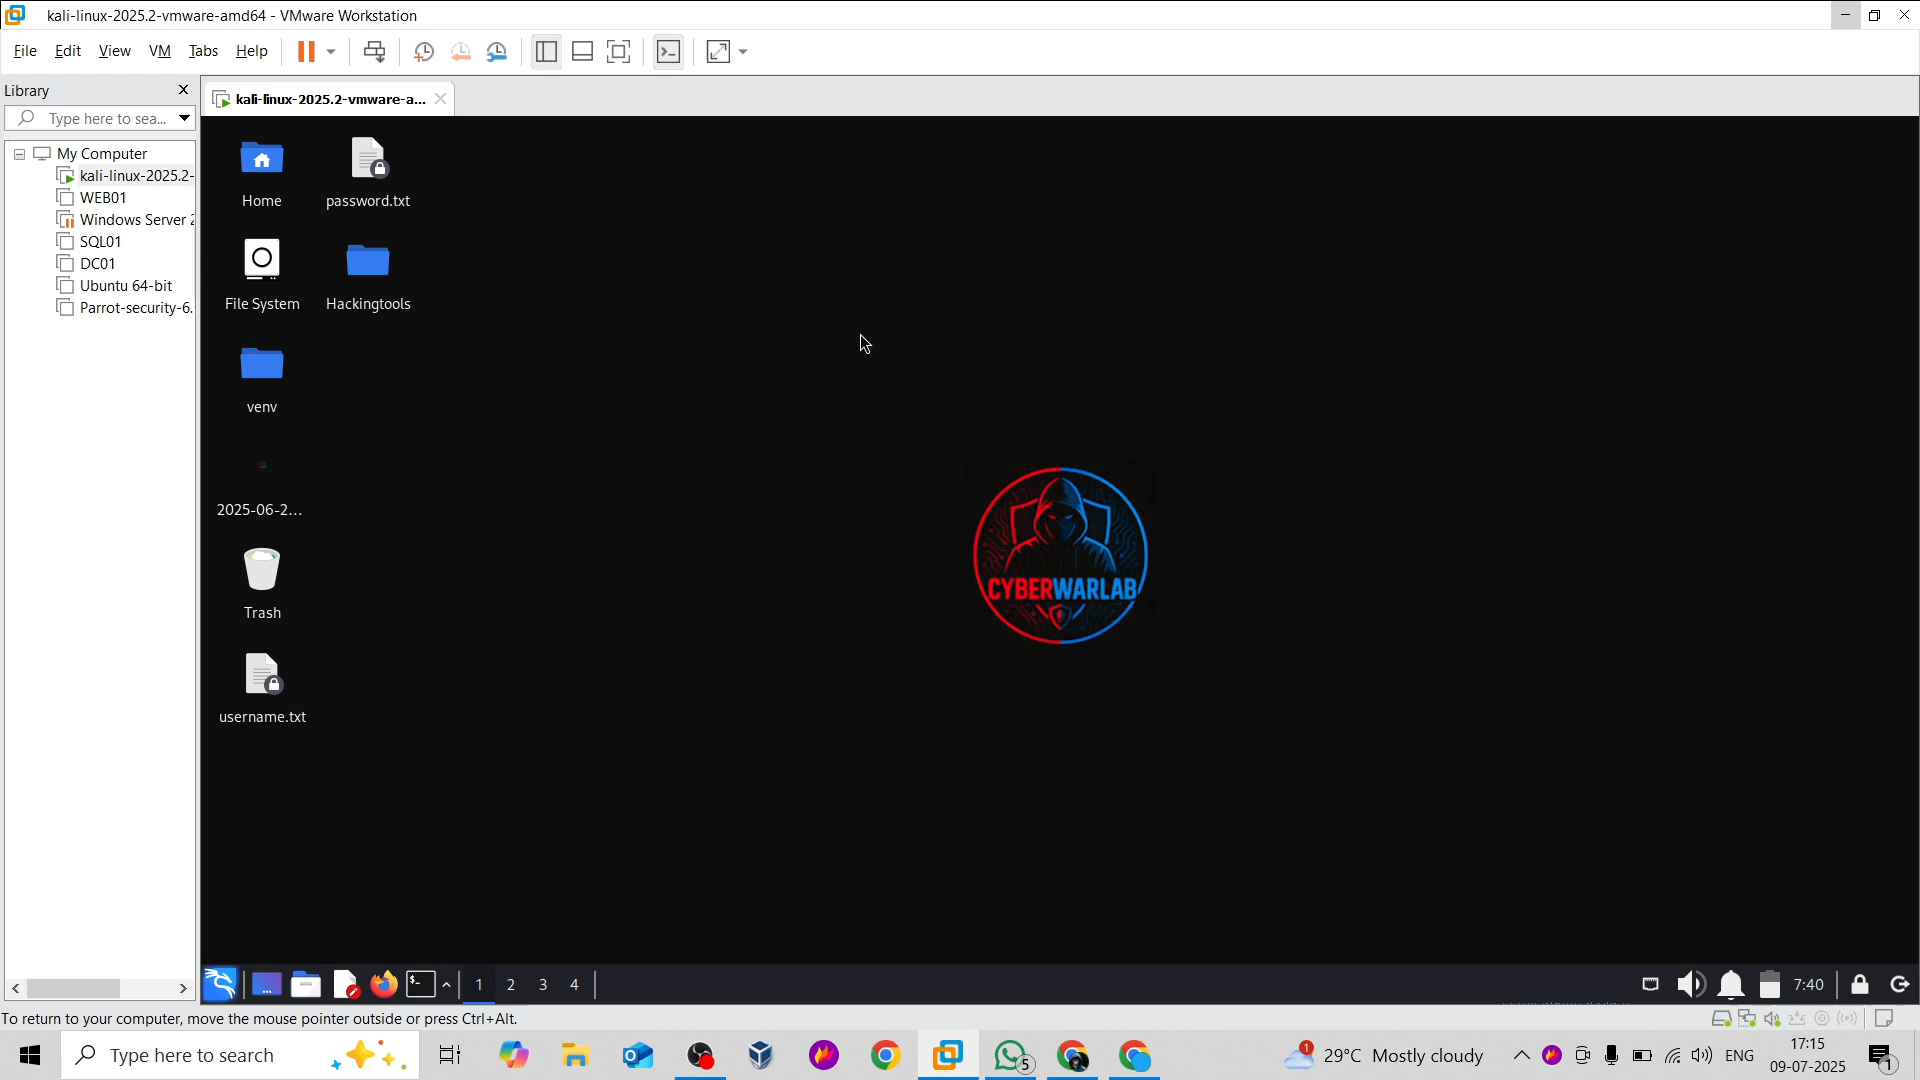 kali-linux-2025.2-vmware-amd64 - VMware Workstation
File Edit View VM Tabs Help
Library
kali-linux-2025.2-vmware-a...
Type here to sea...
My Computer
kali-linux-2025.2-
WEB01
Windows Server 2
SQL01
DC01
Ubuntu 64-bit
Parrot-security-6.
Home
password.txt
File System
Hackingtools
venv
2025-06-2...
Trash
username.txt
CYBERWARLAB
1 2 3 4
7:40
To return to your computer, move the mouse pointer outside or press Ctrl+Alt.
Type here to search
5
1
29°C Mostly cloudy
ENG
17:15
09-07-2025
1